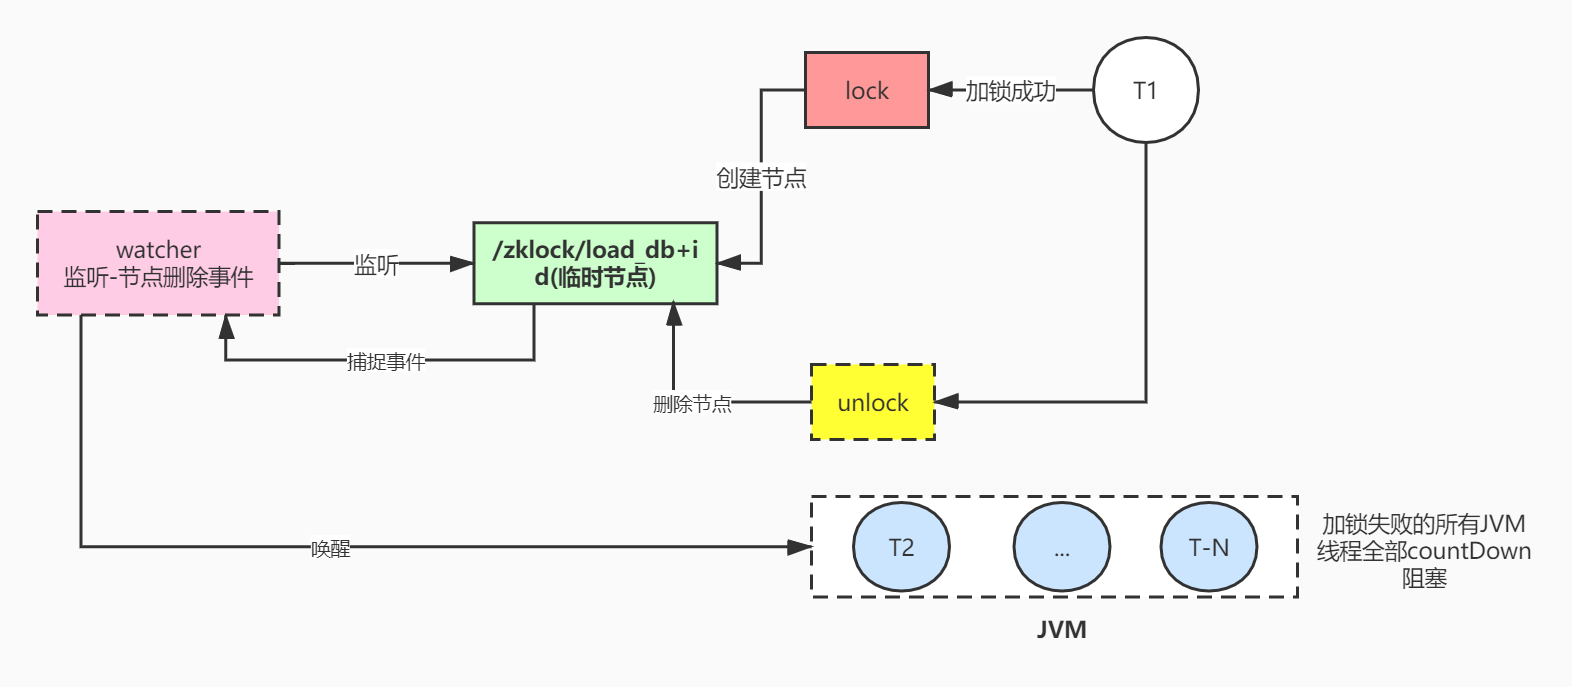 lock
加锁成功
T1
创建节点
watcher
监听-节点删除事件
监听
/zklock/load_db+i
d(临时节点)
捕捉事件
删除节点
unlock
唤醒
T2
...
T-N
加锁失败的所有JVM
线程全部countDown
阻塞
JVM